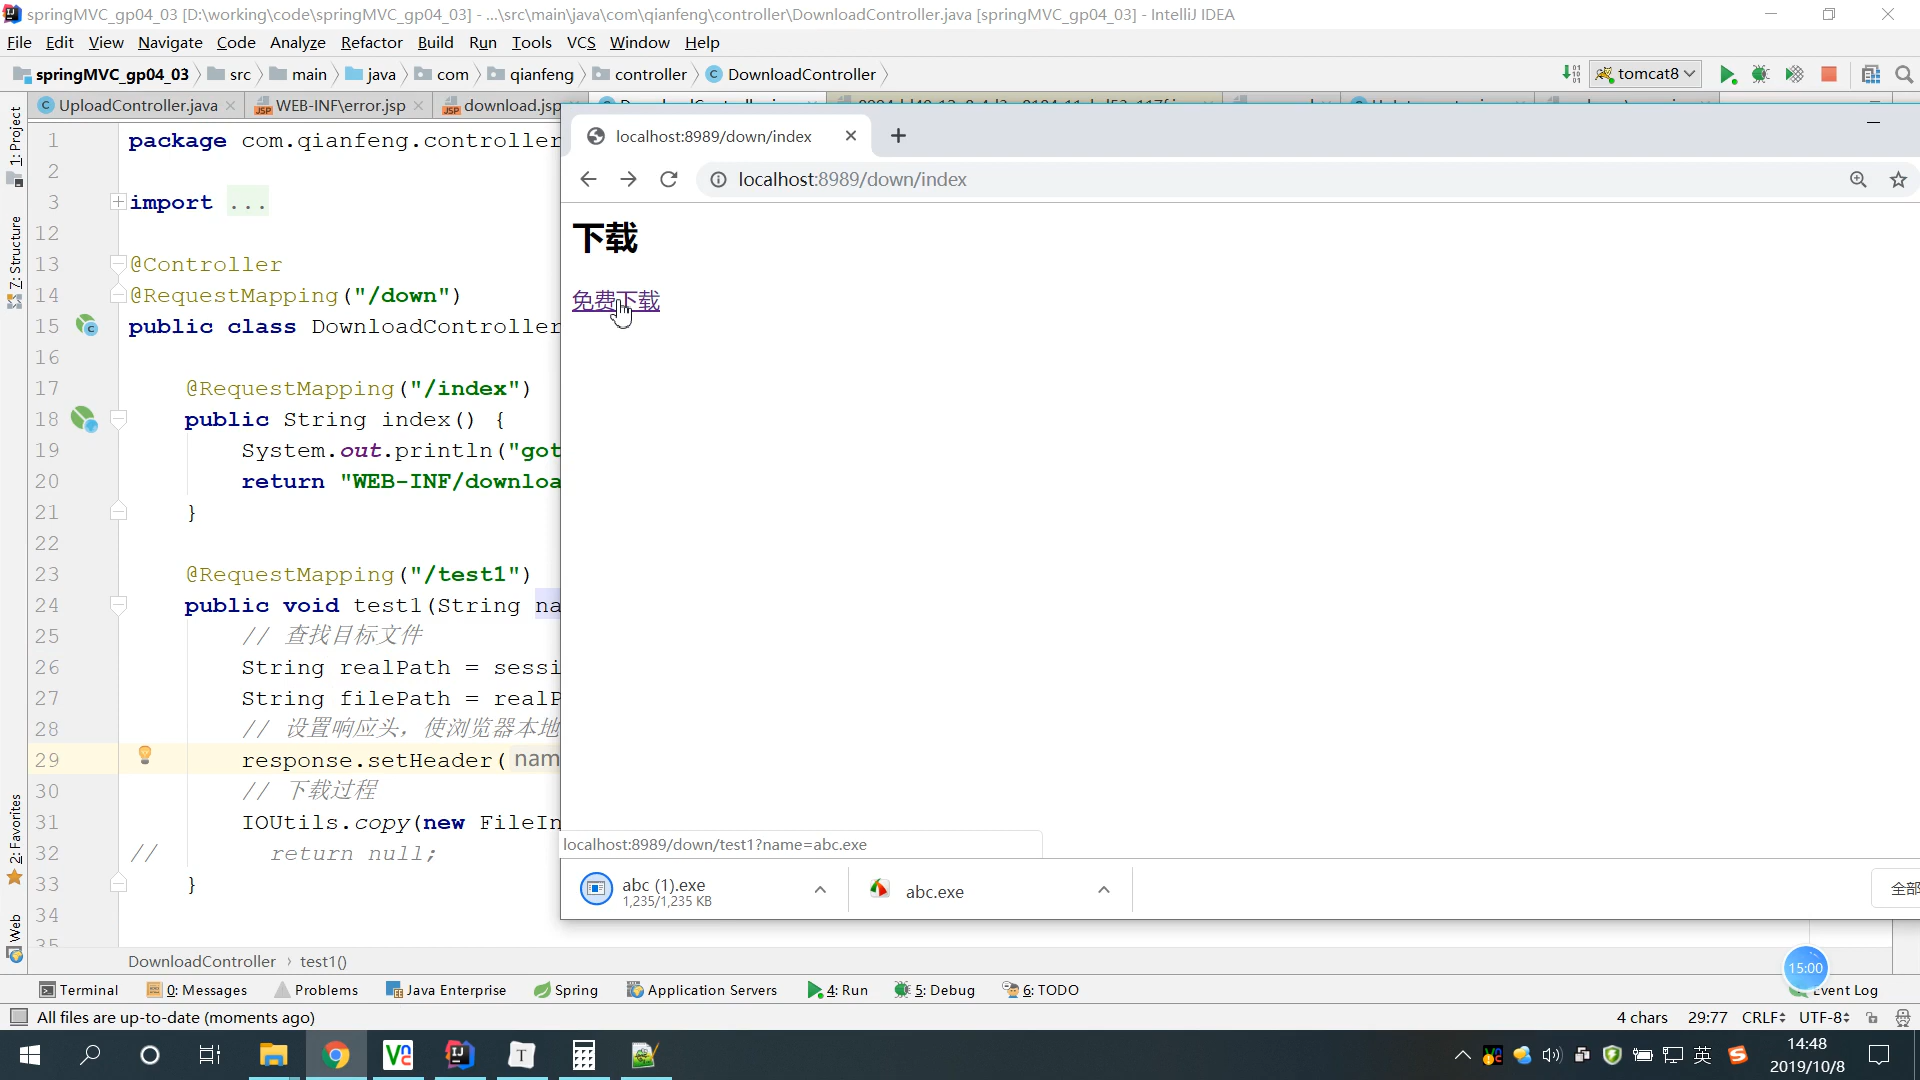 springMVC_gp04_03 [D:\working\code\springMVC_gp04_03] - ...\src\main\java\com\qianfeng\controller\DownloadController.java [springMVC_gp04_03] - IntelliJ IDEA
File Edit View Navigate Code Analyze Refactor Build Run Tools VCS Window Help
springMVC_gp04_03 src main java com qianfeng controller DownloadController tomcat8
UploadController.java WEB-INF\error.jsp download.jsp
1: Project
7: Structure
2: Favorites
Web
1 package com.qianfeng.controller
2
3 import ...
12
13 @Controller
14 @RequestMapping("/down")
15 public class DownloadController
16
17 @RequestMapping("/index")
18 public String index() {
19 System.out.println("got
20 return "WEB-INF/downloa
21 }
22
23 @RequestMapping("/test1")
24 public void test1(String na
25 // 查找目标文件
26 String realPath = sessi
27 String filePath = realP
28 // 设置响应头，使浏览器本地
29 response.setHeader( nam
30 // 下载过程
31 IOUtils.copy(new FileIn
32 // return null;
33 }
34
35
localhost:8989/down/index
localhost:8989/down/index
下载
免费下载
localhost:8989/down/test1?name=abc.exe
abc (1).exe
1,235/1,235 KB
abc.exe
全部
DownloadController › test1()
15:00
Terminal 0: Messages Problems Java Enterprise Spring Application Servers 4: Run 5: Debug 6: TODO Event Log
All files are up-to-date (moments ago) 4 chars 29:77 CRLF UTF-8
英
14:48
2019/10/8